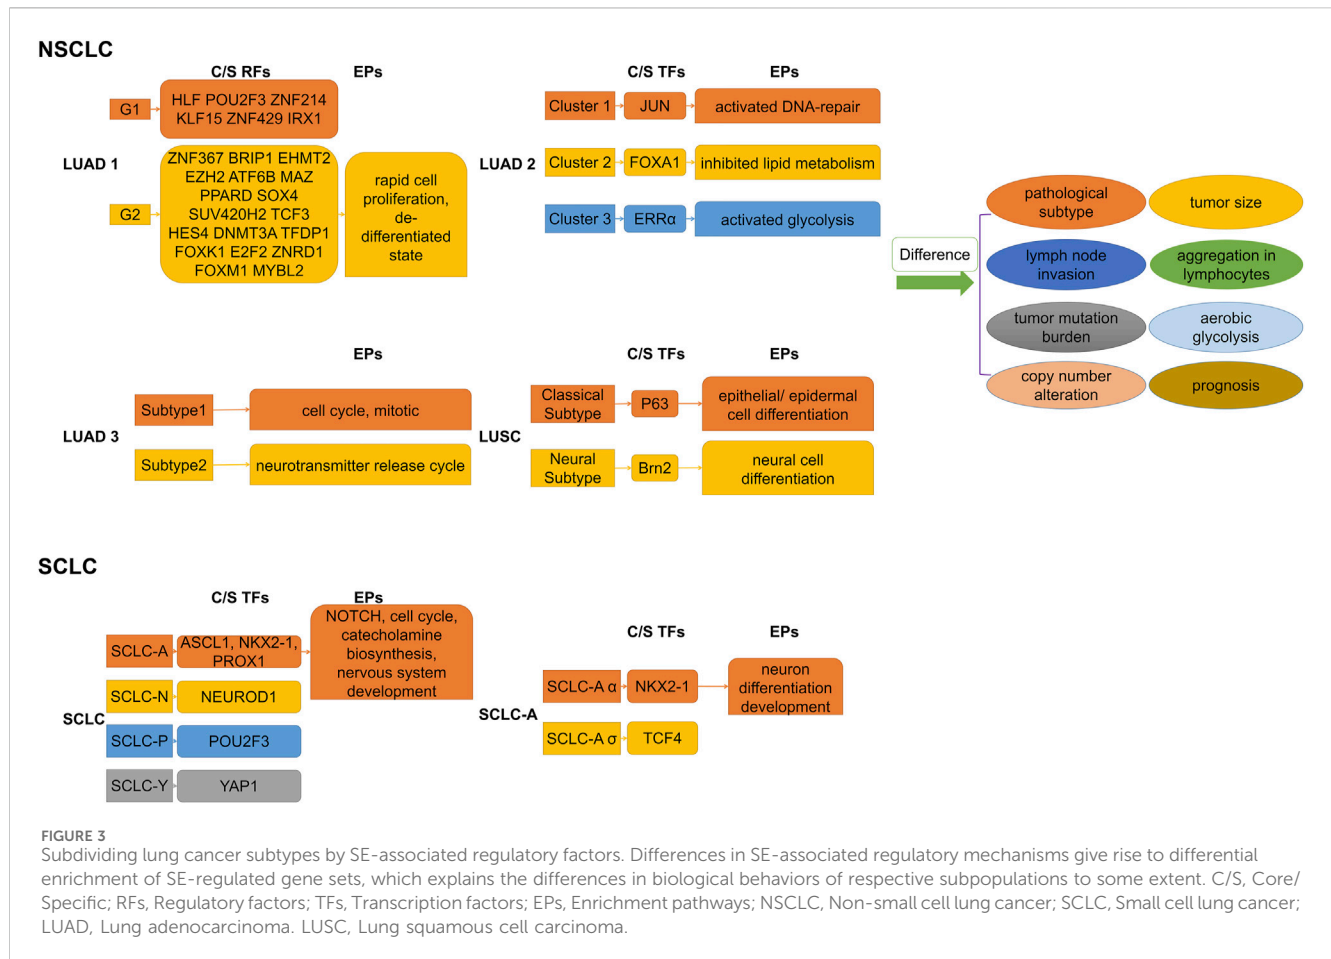 NSCLC
C/S RFs
EPs
G1
HLF POU2F3 ZNF214
KLF15 ZNF429 IRX1
LUAD 1
G2
ZNF367 BRIP1 EHMT2
EZH2 ATF6B MAZ
PPARD SOX4
SUV420H2 TCF3
HES4 DNMT3A TFDP1
FOXK1 E2F2 ZNRD1
FOXM1 MYBL2
rapid cell
proliferation,
de-
differentiated
state
C/S TFs
EPs
Cluster 1
JUN
activated DNA-repair
LUAD 2
Cluster 2
FOXA1
inhibited lipid metabolism
Cluster 3
ERRα
activated glycolysis
Difference
pathological
subtype
tumor size
lymph node
invasion
aggregation in
lymphocytes
tumor mutation
burden
aerobic
glycolysis
copy number
alteration
prognosis
EPs
Subtype1
cell cycle, mitotic
LUAD 3
Subtype2
neurotransmitter release cycle
C/S TFs
EPs
Classical
Subtype
P63
epithelial/ epidermal
cell differentiation
LUSC
Neural
Subtype
Brn2
neural cell
differentiation
SCLC
C/S TFs
EPs
SCLC-A
ASCL1, NKX2-1,
PROX1
NOTCH, cell cycle,
catecholamine
biosynthesis,
nervous system
development
SCLC-N
NEUROD1
SCLC
SCLC-P
POU2F3
SCLC-Y
YAP1
C/S TFs
EPs
SCLC-A α
NKX2-1
neuron
differentiation
development
SCLC-A
SCLC-A σ
TCF4
FIGURE 3
Subdividing lung cancer subtypes by SE-associated regulatory factors. Differences in SE-associated regulatory mechanisms give rise to differential
enrichment of SE-regulated gene sets, which explains the differences in biological behaviors of respective subpopulations to some extent. C/S, Core/
Specific; RFs, Regulatory factors; TFs, Transcription factors; EPs, Enrichment pathways; NSCLC, Non-small cell lung cancer; SCLC, Small cell lung cancer;
LUAD, Lung adenocarcinoma. LUSC, Lung squamous cell carcinoma.